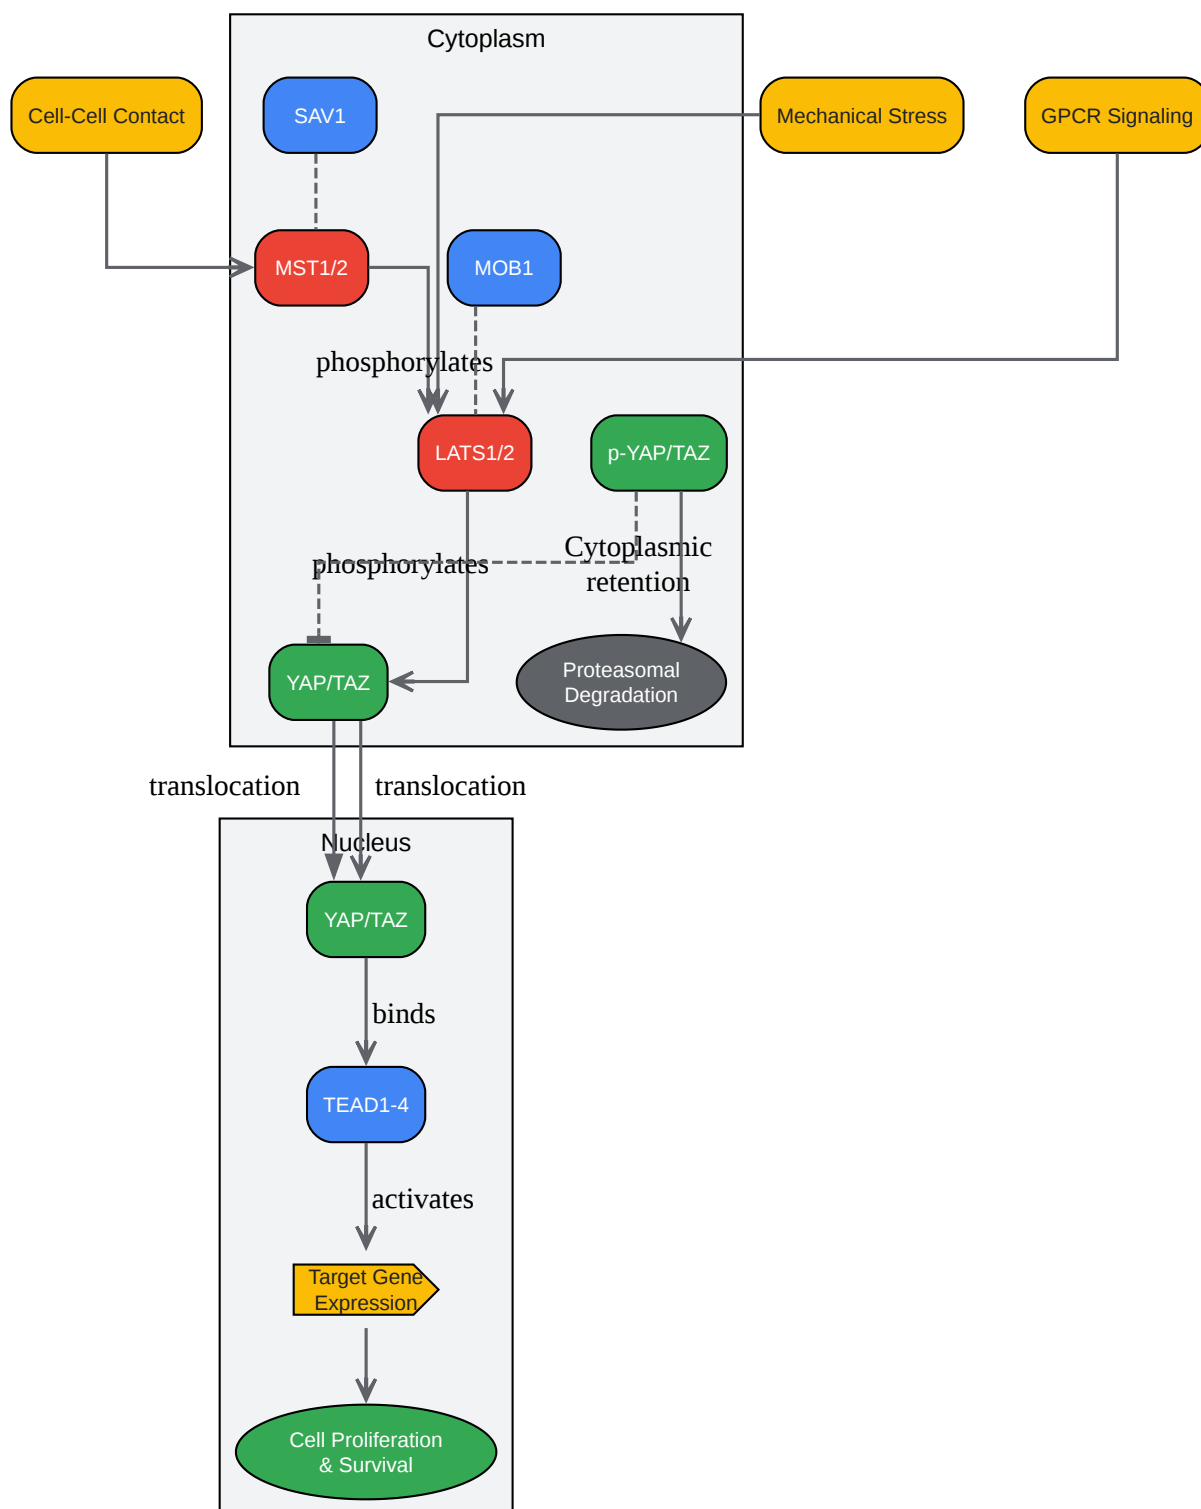 Cytoplasm
Cell-Cell Contact
SAV1
Mechanical Stress
GPCR Signaling
MST1/2
MOB1
phosphorylates
LATS1/2
p-YAP/TAZ
phosphorylates
Cytoplasmic
retention
YAP/TAZ
Proteasomal
Degradation
translocation
translocation
Nucleus
YAP/TAZ
binds
TEAD1-4
activates
Target Gene
Expression
Cell Proliferation
& Survival